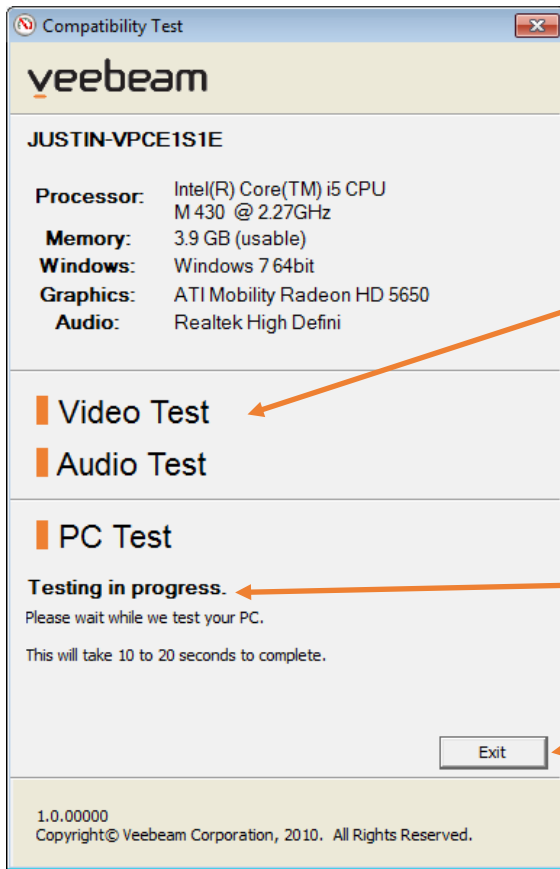 Compatibility Test
veebeam
JUSTIN-VPCE1S1E
Processor: Intel(R) Core(TM) i5 CPU
M 430 @ 2.27GHz
Memory: 3.9 GB (usable)
Windows: Windows 7 64bit
Graphics: ATI Mobility Radeon HD 5650
Audio: Realtek High Defini
Video Test
Audio Test
PC Test
Testing in progress.
Please wait while we test your PC.
This will take 10 to 20 seconds to complete.
Exit
1.0.00000
Copyright© Veebeam Corporation, 2010. All Rights Reserved.